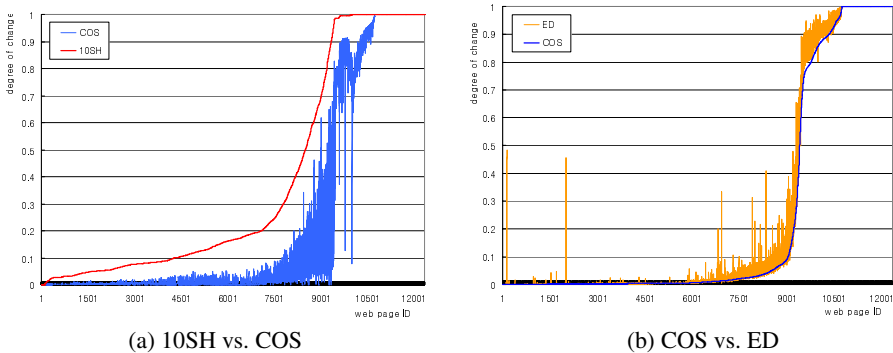 degree of change
1
0.9
0.8
0.7
0.6
0.5
0.4
0.3
0.2
0.1
0
COS
10SH
1 1501 3001 4501 6001 7501 9001 10501 12001
web page ID
(a) 10SH vs. COS
degree of change
1
0.9
0.8
0.7
0.6
0.5
0.4
0.3
0.2
0.1
0
ED
COS
1 1501 3001 4501 6001 7501 9001 10501 12001
web page ID
(b) COS vs. ED